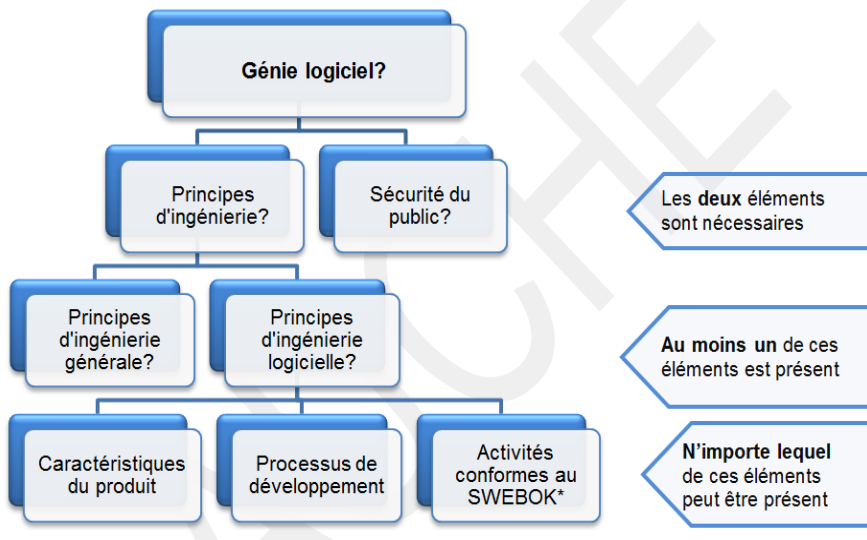 Génie logiciel?
Principes
d'ingénierie?
Sécurité du
public?
Les deux éléments
sont nécessaires
Principes
d'ingénierie
générale?
Principes
d'ingénierie
logicielle?
Au moins un de ces
éléments est présent
Caractéristiques
du produit
Processus de
développement
Activités
conformes au
SWEBOK*
N'importe lequel
de ces éléments
peut être présent